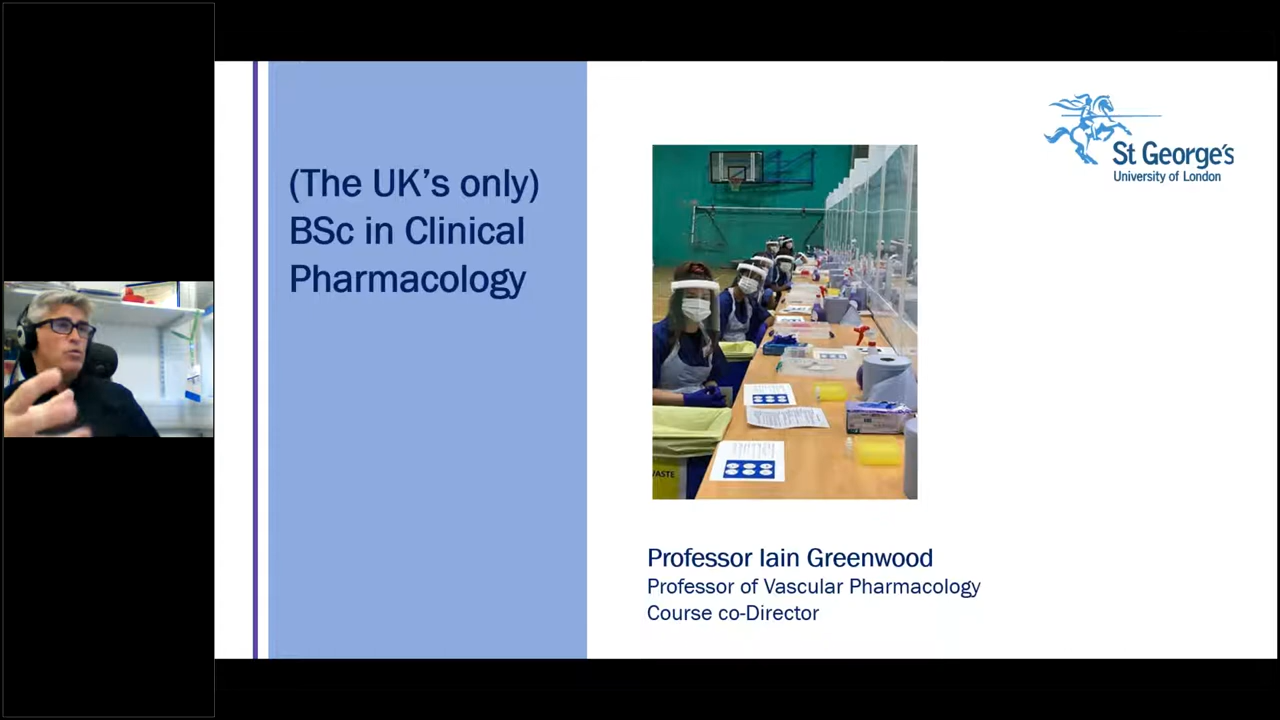 (The UK's only)
BSc in Clinical
Pharmacology
St George's
University of London
WASTE
Professor Iain Greenwood
Professor of Vascular Pharmacology
Course co-Director